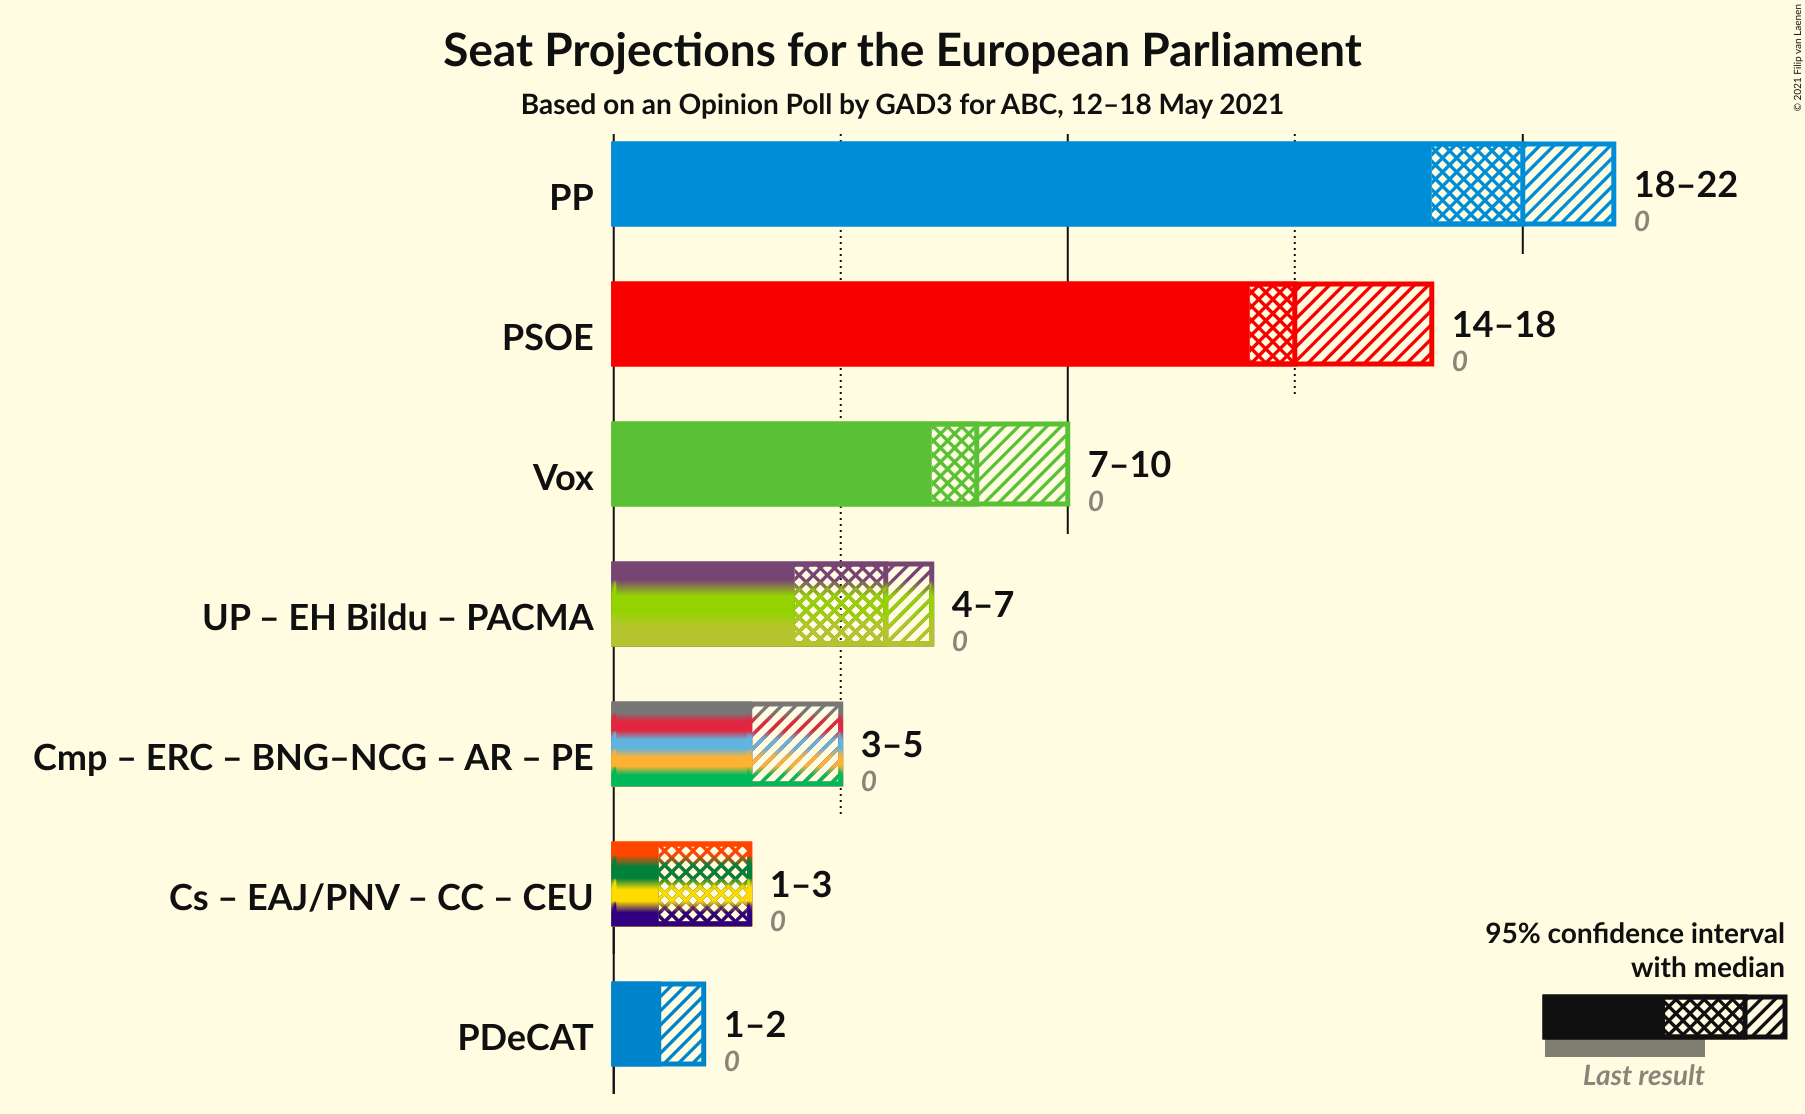 Seat Projections for the European Parliament
Based on an Opinion Poll by GAD3 for ABC, 12–18 May 2021
© 2021 Filip van Laenen
PP
18–22
0
PSOE
14–18
0
Vox
7–10
0
UP – EH Bildu – PACMA
4–7
0
Cmp – ERC – BNG–NCG – AR – PE
3–5
0
Cs – EAJ/PNV – CC – CEU
1–3
0
PDeCAT
1–2
0
95% confidence interval
with median
Last result